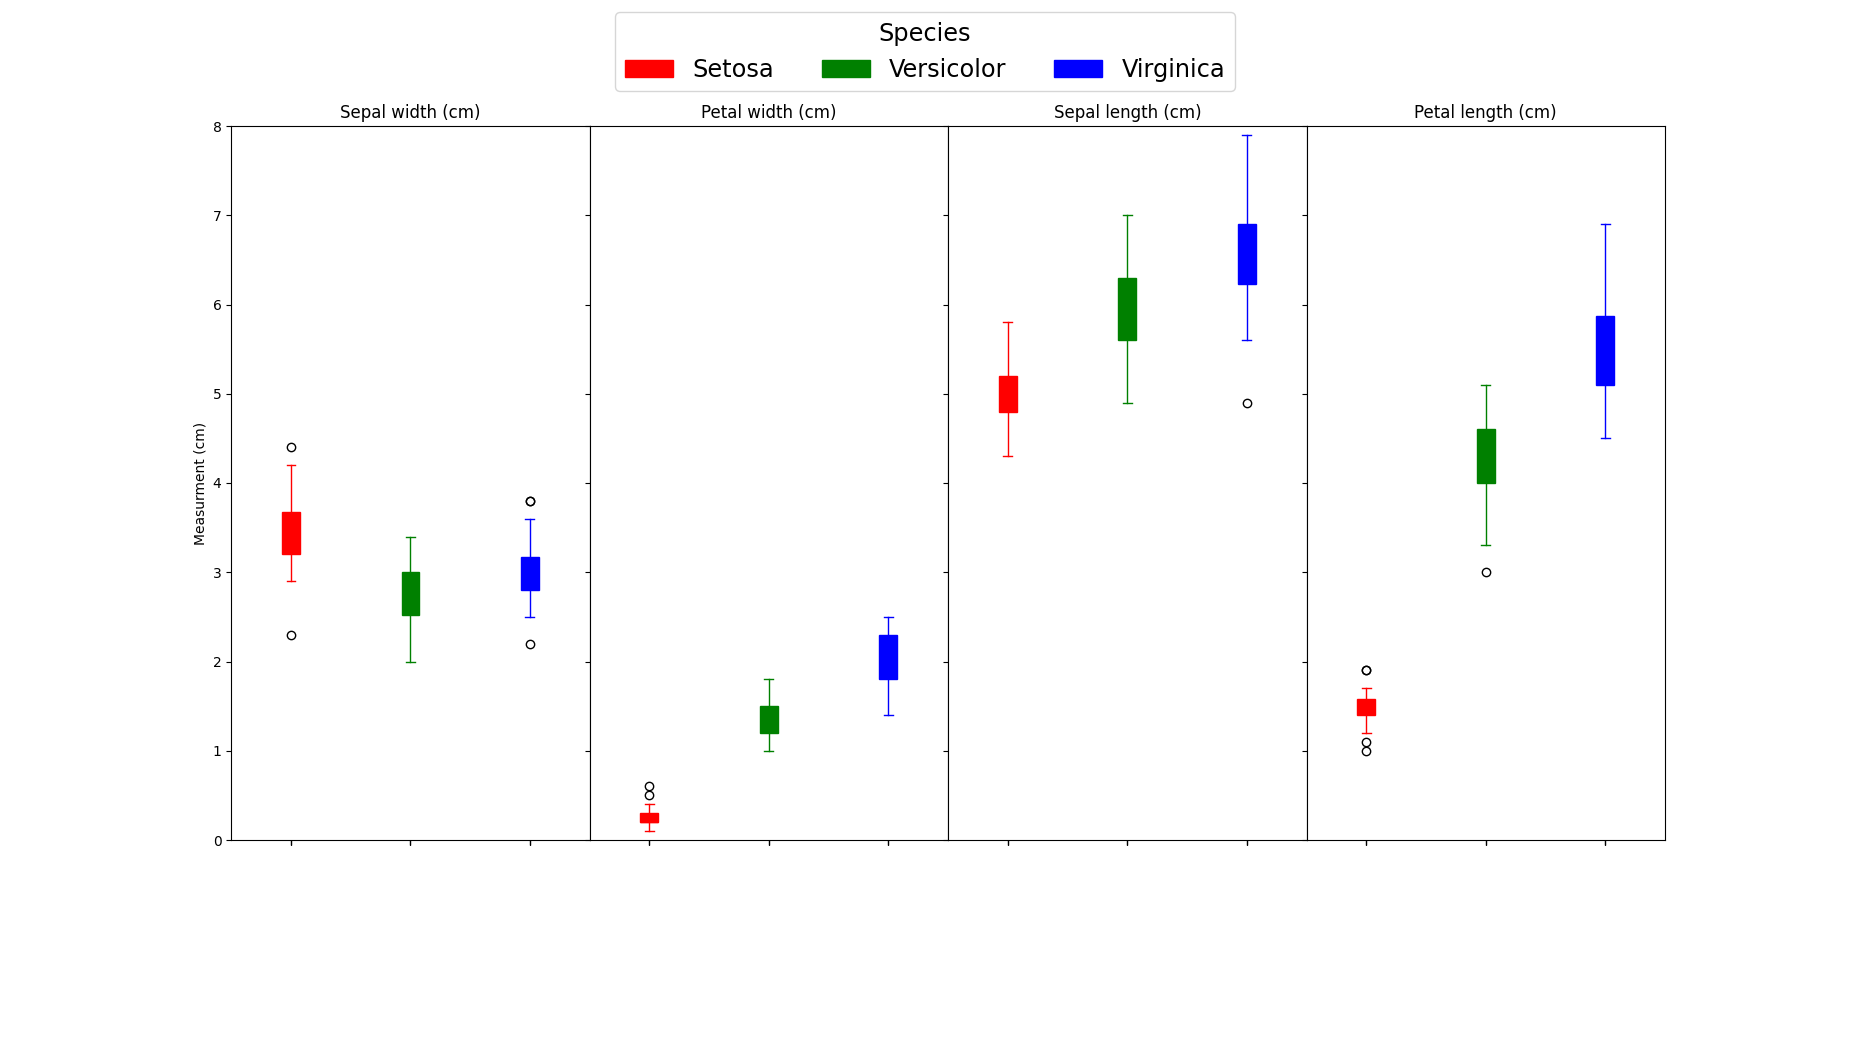 Species
Setosa Versicolor Virginica
Sepal width (cm) Petal width (cm) Sepal length (cm) Petal length (cm)
8
7
6
5
4
3
2
1
0
Measurment (cm)